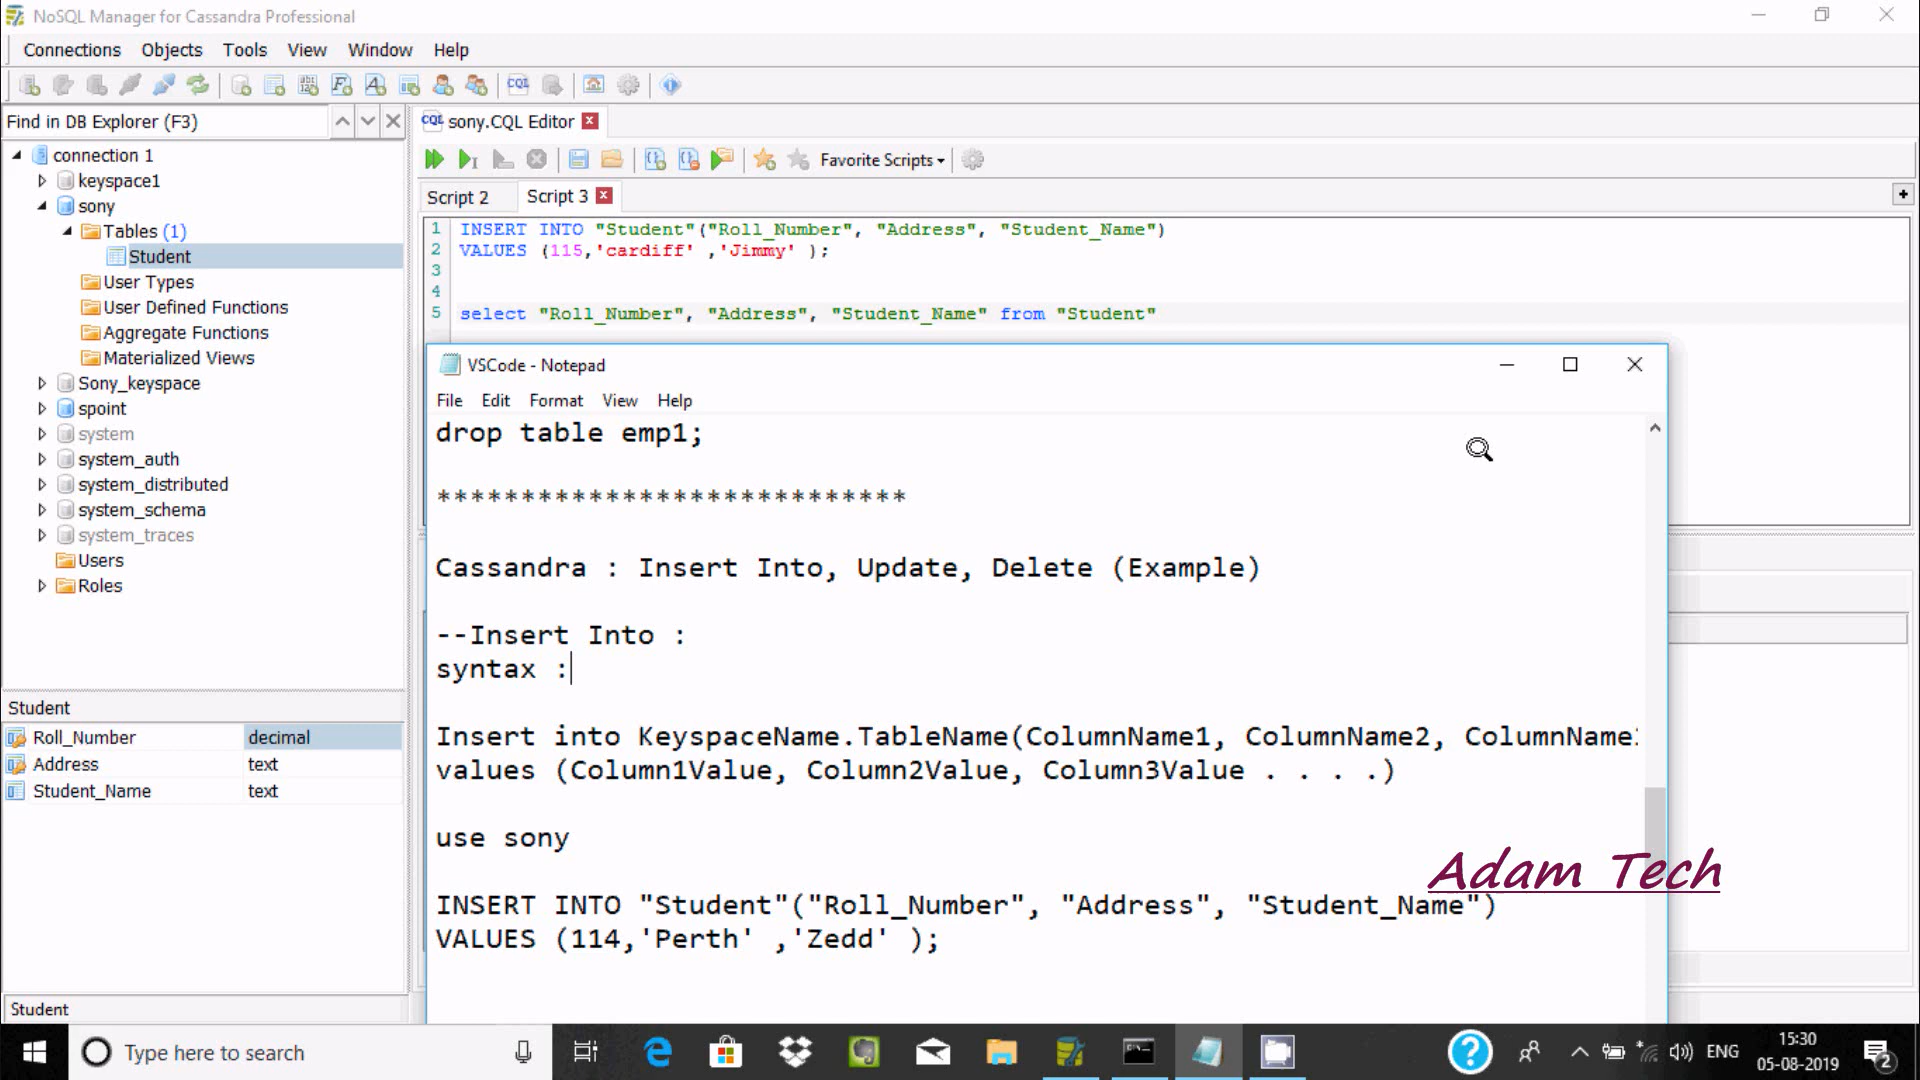 NoSQL Manager for Cassandra Professional
Connections Objects Tools View Window Help
Find in DB Explorer (F3)
connection 1
keyspace1
sony
Tables (1)
Student
User Types
User Defined Functions
Aggregate Functions
Materialized Views
Sony_keyspace
spoint
system
system_auth
system_distributed
system_schema
system_traces
Users
Roles
Student
Roll_Number decimal
Address text
Student_Name text
Student
CQL sony.CQL Editor
Favorite Scripts
Script 2 Script 3
1 INSERT INTO "Student"("Roll_Number", "Address", "Student_Name")
2 VALUES (115,'cardiff' ,'Jimmy' );
3
4
5 select "Roll_Number", "Address", "Student_Name" from "Student"
VSCode - Notepad
File Edit Format View Help
drop table emp1;
****************************
Cassandra : Insert Into, Update, Delete (Example)
--Insert Into :
syntax :
Insert into KeyspaceName.TableName(ColumnName1, ColumnName2, ColumnName
values (Column1Value, Column2Value, Column3Value . . . .)
use sony
Adam Tech
INSERT INTO "Student"("Roll_Number", "Address", "Student_Name")
VALUES (114,'Perth' ,'Zedd' );
Type here to search
ENG
15:30
05-08-2019
2